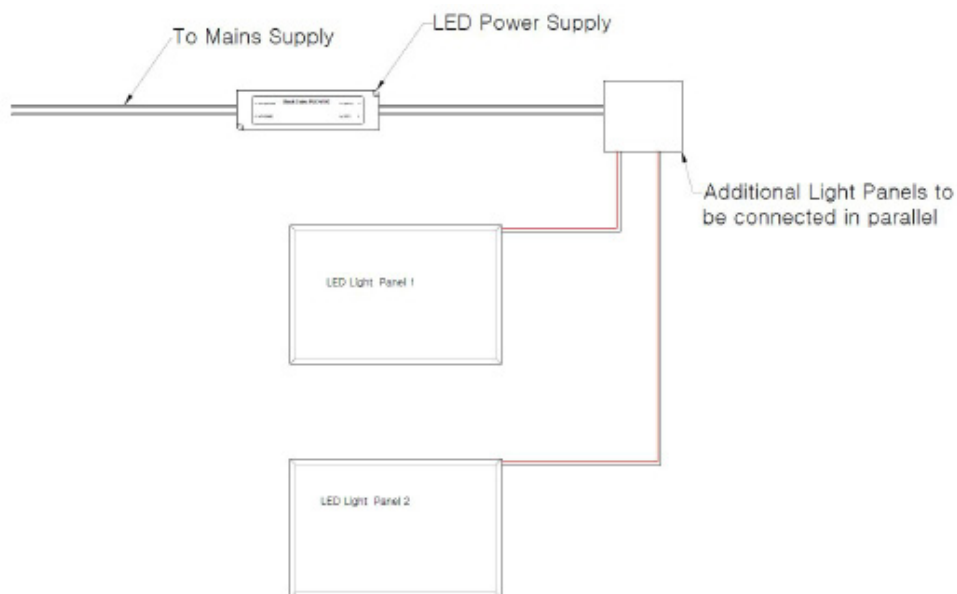 To Mains Supply
LED Power Supply
Additional Light Panels to
be connected in parallel
LED Light Panel 1
LED Light Panel 2